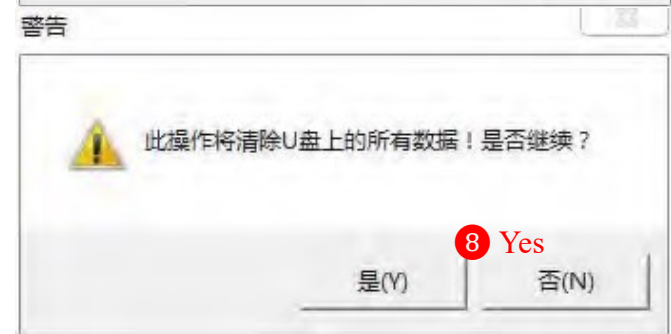 警告
此操作将清除U盘上的所有数据！是否继续？
8 Yes
是(Y) 否(N)